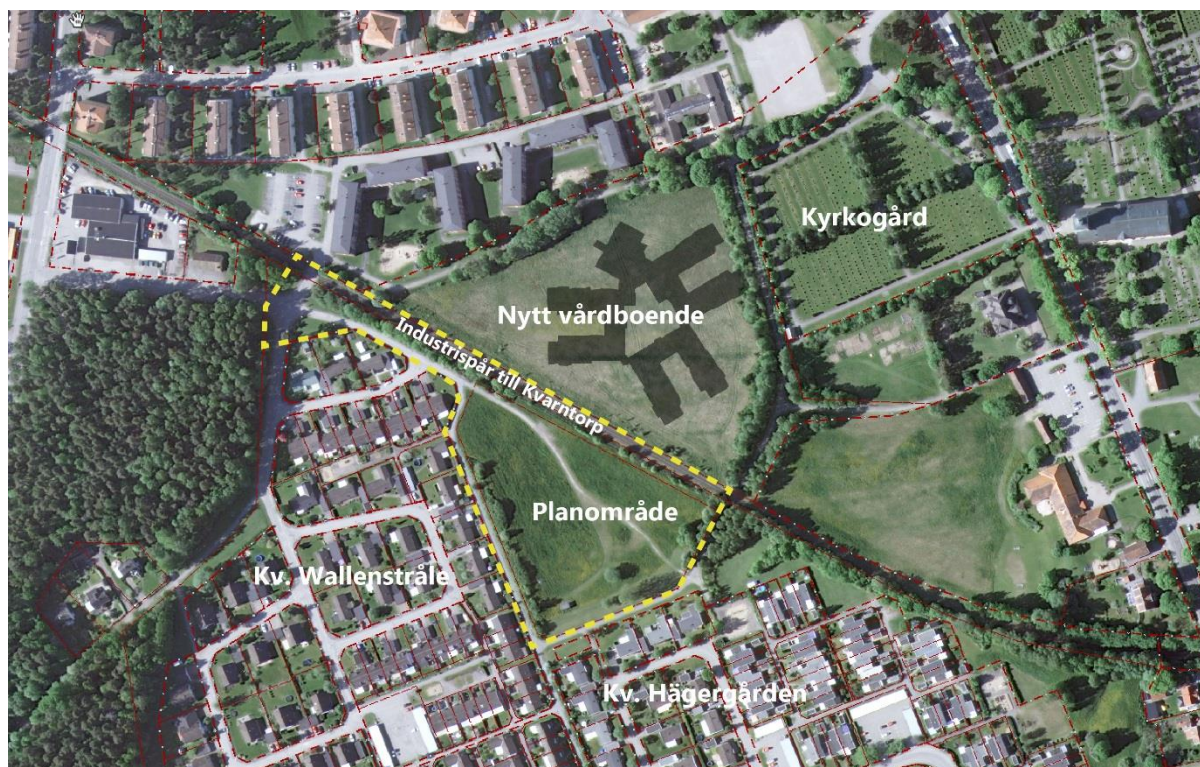 Kyrkogård
Nytt vårdboende
Industrispår till Kvarntorp
Planområde
Kv. Wallenstråle
Kv. Hägergården